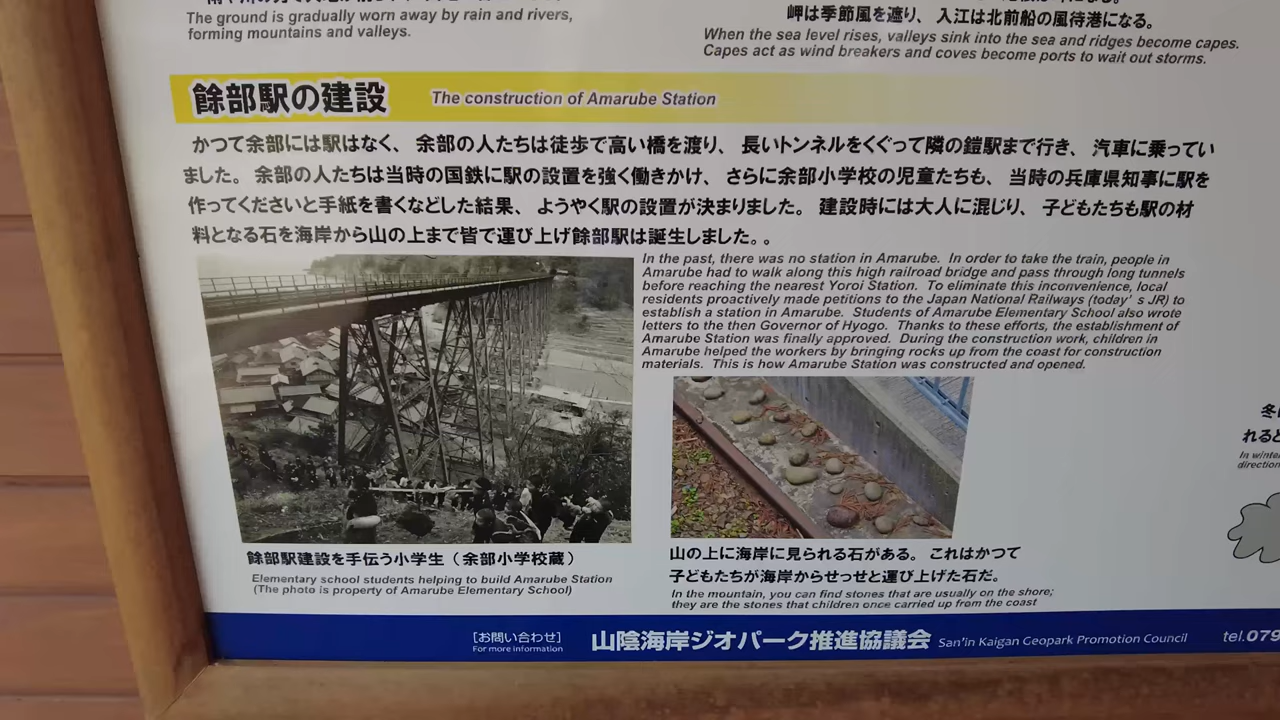 The ground is gradually worn away by rain and rivers,
forming mountains and valleys.
岬は季節風を遮り、入江は北前船の風待港になる。
When the sea level rises, valleys sink into the sea and ridges become capes.
Capes act as wind breakers and coves become ports to wait out storms.
餘部駅の建設 The construction of Amarube Station
かつて余部には駅はなく、余部の人たちは徒歩で高い橋を渡り、長いトンネルをくぐって隣の鎧駅まで行き、汽車に乗ってい
ました。余部の人たちは当時の国鉄に駅の設置を強く働きかけ、さらに余部小学校の児童たちも、当時の兵庫県知事に駅を
作ってくださいと手紙を書くなどした結果、ようやく駅の設置が決まりました。建設時には大人に混じり、子どもたちも駅の材
料となる石を海岸から山の上まで皆で運び上げ餘部駅は誕生しました。。
In the past, there was no station in Amarube. In order to take the train, people in
Amarube had to walk along this high railroad bridge and pass through long tunnels
before reaching the nearest Yoroi Station. To eliminate this inconvenience, local
residents proactively made petitions to the Japan National Railways (today's JR) to
establish a station in Amarube. Students of Amarube Elementary School also wrote
letters to the then Governor of Hyogo. Thanks to these efforts, the establishment of
Amarube Station was finally approved. During the construction work, children in
Amarube helped the workers by bringing rocks up from the coast for construction
materials. This is how Amarube Station was constructed and opened.
餘部駅建設を手伝う小学生（余部小学校蔵）
Elementary school students helping to build Amarube Station
(The photo is property of Amarube Elementary School)
山の上に海岸に見られる石がある。これはかつて
子どもたちが海岸からせっせと運び上げた石だ。
In the mountain, you can find stones that are usually on the shore;
they are the stones that children once carried up from the coast
れると
In winte
direction
[お問い合わせ]
For more information
山陰海岸ジオパーク推進協議会 San'in Kaigan Geopark Promotion Council tel.079